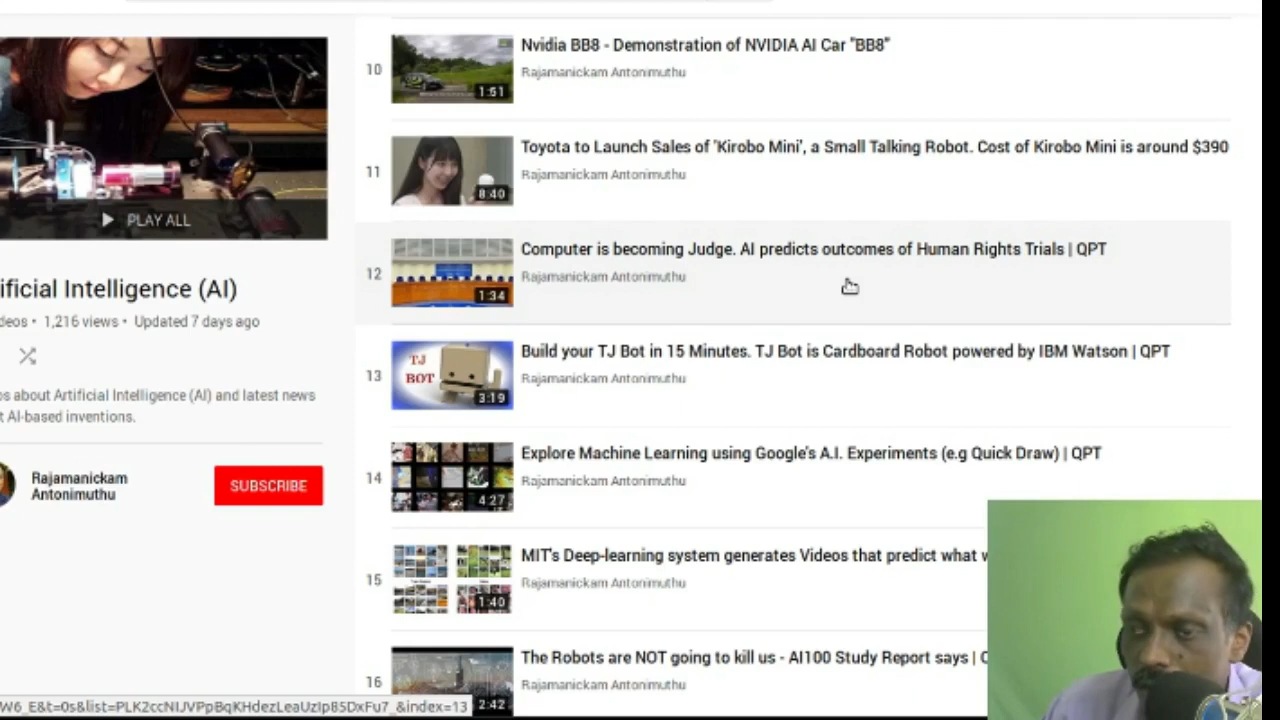 PLAY ALL
ificial Intelligence (AI)
deos • 1,216 views • Updated 7 days ago
os about Artificial Intelligence (AI) and latest news
t AI-based inventions.
Rajamanickam
Antonimuthu
SUBSCRIBE
10
1:51
Nvidia BB8 - Demonstration of NVIDIA AI Car "BB8"
Rajamanickam Antonimuthu
11
8:40
Toyota to Launch Sales of 'Kirobo Mini', a Small Talking Robot. Cost of Kirobo Mini is around $390
Rajamanickam Antonimuthu
12
1:34
Computer is becoming Judge. AI predicts outcomes of Human Rights Trials | QPT
Rajamanickam Antonimuthu
13
TJ
BOT
3:19
Build your TJ Bot in 15 Minutes. TJ Bot is Cardboard Robot powered by IBM Watson | QPT
Rajamanickam Antonimuthu
14
4:27
Explore Machine Learning using Google's A.I. Experiments (e.g Quick Draw) | QPT
Rajamanickam Antonimuthu
15
1:40
MIT's Deep-learning system generates Videos that predict what
Rajamanickam Antonimuthu
16
2:42
The Robots are NOT going to kill us - AI100 Study Report says |
Rajamanickam Antonimuthu